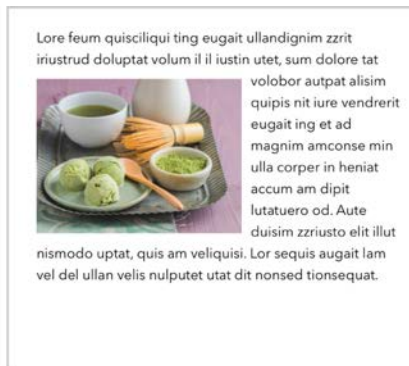 Lore feum quisciliqui ting eugait ullandignim zzrit
iriustrud doluptat volum il il iustin utet, sum dolore tat
volobor autpat alisim
quipis nit iure vendrerit
eugait ing et ad
magnim amconse min
ulla corper in heniat
accum am dipit
lutatuero od. Aute
duisim zzriusto elit illut
nismodo uptat, quis am veliquisi. Lor sequis augait lam
vel del ullan velis nulputet utat dit nonsed tionsequat.